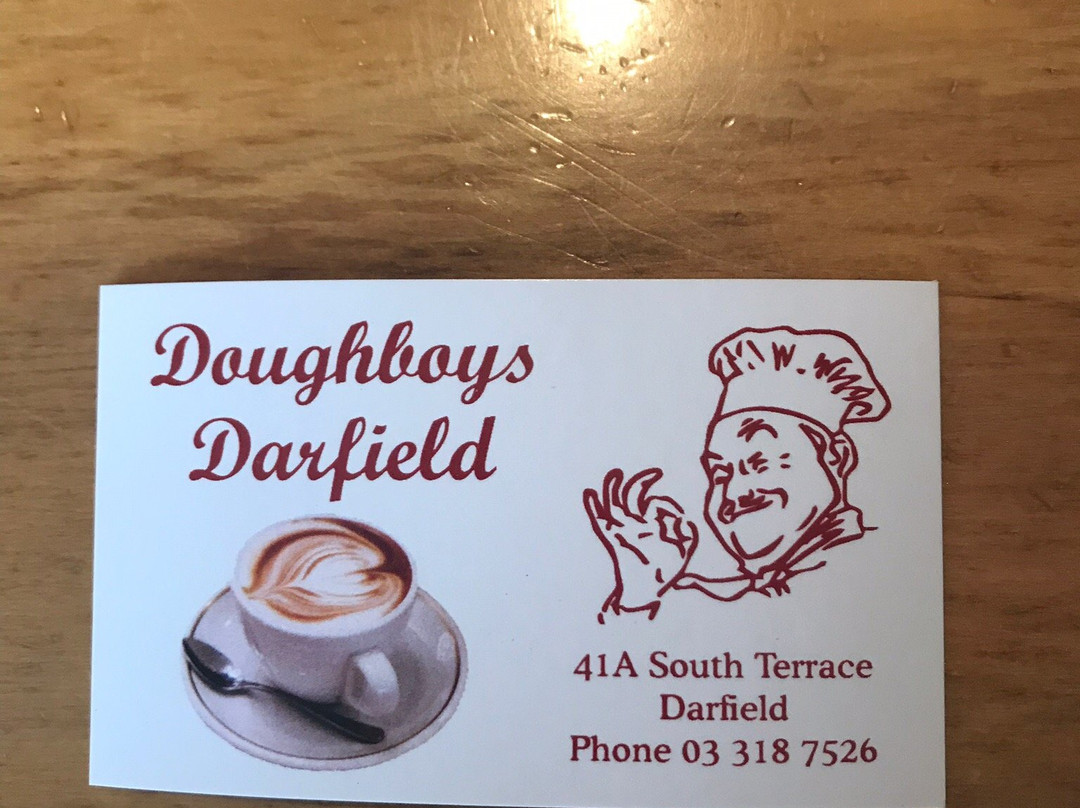 Doughboys
Darfield
41A South Terrace
Darfield
Phone 03 318 7526